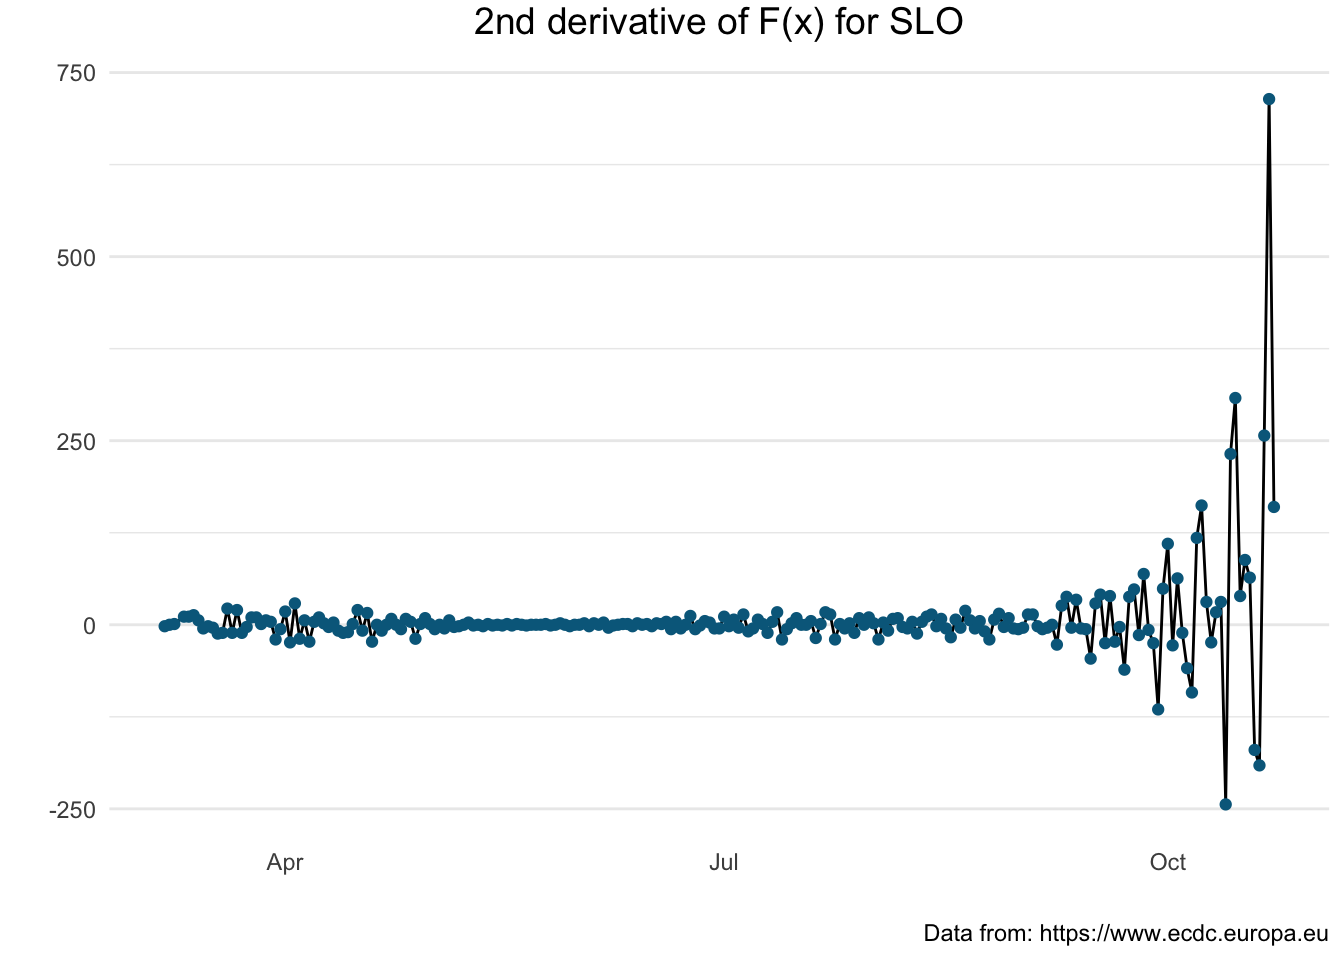 2nd derivative of F(x) for SLO
750
500
250
0
-250
Apr Jul Oct
Data from: https://www.ecdc.europa.eu